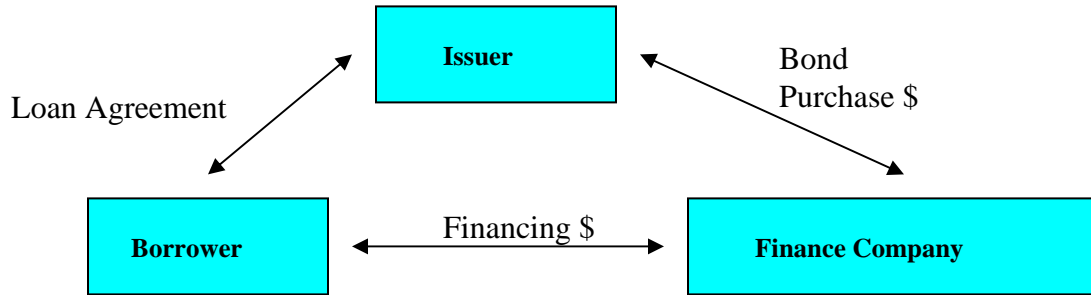 Issuer
Bond
Purchase $
Loan Agreement
Financing $
Borrower
Finance Company